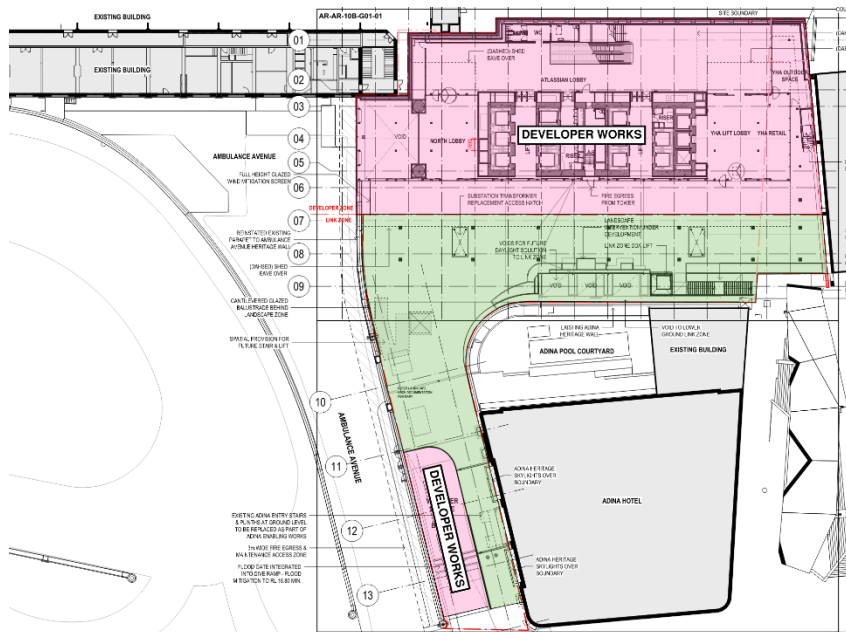 EXISTING BUILDING
AR-AR-10B-G01-01
SITE BOUNDARY
01
EXISTING BUILDING
(DASHED) SHED
EAVE OVER
02
ATLASSIAN LOBBY
YHA OUTDOOR
SPACE
03
04
VOID
NORTH LOBBY
RISER
DEVELOPER WORKS
YHA LIFT LOBBY
YHA RETAIL
AMBULANCE AVENUE
05
RISER
FULL HEIGHT GLAZED
WIND MITIGATION SCREEN
06
SUBSTATION TRANSFORMER
REPLACEMENT ACCESS HATCH
FIRE EGRESS
FROM TOWER
DEVELOPER ZONE
LINK ZONE
07
LANDSCAPE
INTERVENTION UNDER
DEVELOPMENT
REINSTATED EXISTING
PARAPET TO AMBULANCE
AVENUE HERITAGE WALL
08
VOIDS FOR FUTURE
DAYLIGHT SOLUTION
TO LINK ZONE
LINK ZONE DDA LIFT
(DAHSED) SHED
EAVE OVER
09
VOID
VOID
VOID
CANTILEVERED GLAZED
BALUSTRADE BEHIND
LANDSCAPE ZONE
EXISTING ADINA
HERITAGE WALL
VOID TO LOWER
GROUND LINK ZONE
SPATIAL PROVISION FOR
FUTURE STAIR & LIFT
ADINA POOL COURTYARD
EXISTING BUILDING
10
AMBULANCE AVENUE
11
DEVELOPER WORKS
ADINA HERITAGE
SKYLIGHTS OVER
BOUNDARY
ADINA HOTEL
EXISTING ADINA ENTRY STAIRS
& PLINTHS AT GROUND LEVEL
TO BE REPLACED AS PART OF
ADINA ENABLING WORKS
12
3m WIDE FIRE EGRESS &
MAINTENANCE ACCESS ZONE
ADINA HERITAGE
SKYLIGHTS OVER
BOUNDARY
FLOOD GATE INTEGRATED
INTO DIVE RAMP - FLOOD
MITIGATION TO RL 16.80 MIN.
13